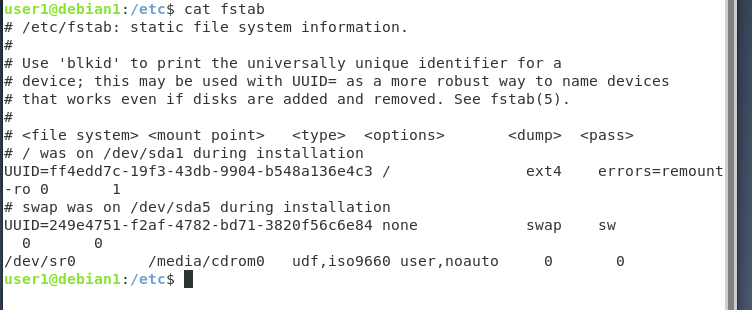 user1@debian1:/etc$ cat fstab
# /etc/fstab: static file system information.
#
# Use 'blkid' to print the universally unique identifier for a
# device; this may be used with UUID= as a more robust way to name devices
# that works even if disks are added and removed. See fstab(5).
#
# <file system> <mount point>   <type>  <options>       <dump>  <pass>
# / was on /dev/sda1 during installation
UUID=ff4edd7c-19f3-43db-9904-b548a136e4c3 /               ext4    errors=remount
-ro 0       1
# swap was on /dev/sda5 during installation
UUID=249e4751-f2af-4782-bd71-3820f56c6e84 none            swap    sw
  0       0
/dev/sr0        /media/cdrom0   udf,iso9660 user,noauto     0       0
user1@debian1:/etc$